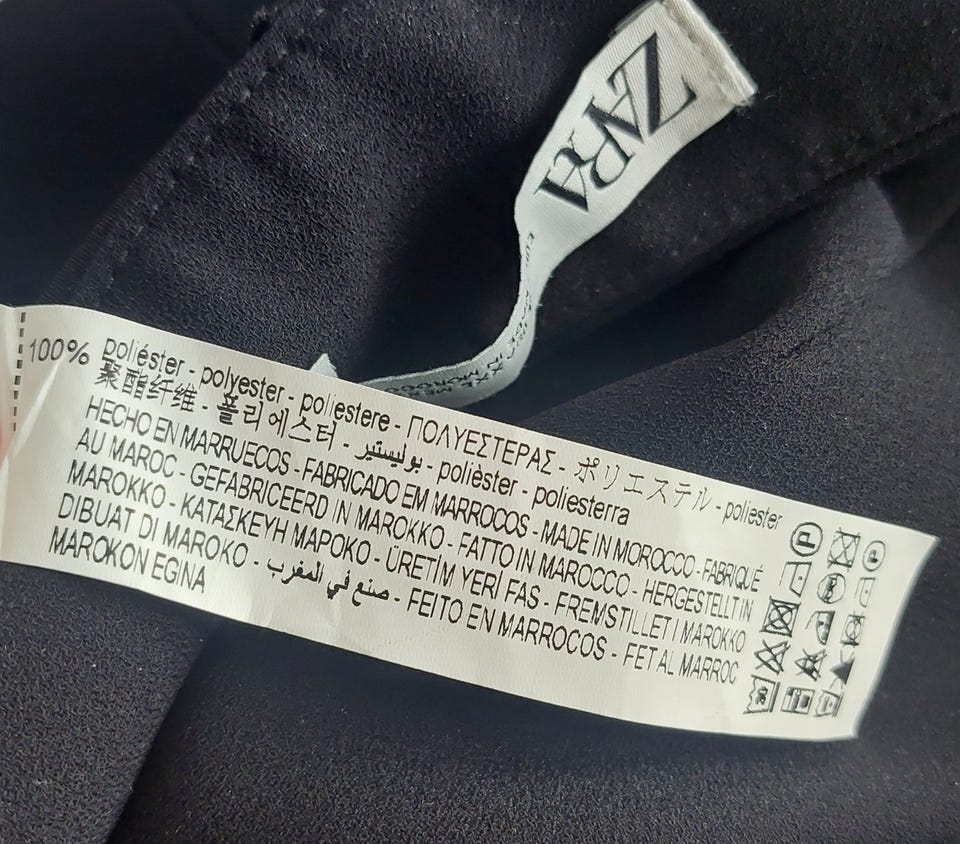 ZARA
100% poliéster - polyester - poliestere - ΠΟΛΥΕΣΤΕΡΑΣ - ポリエステル - poliester
聚酯纤维 - 폴리에스터 - بوليستير - polièster - poliesterra
HECHO EN MARRUECOS - FABRICADO EM MARROCOS - MADE IN MOROCCO - FABRIQUÉ
AU MAROC - GEFABRICEERD IN MAROKKO - FATTO IN MAROCCO - HERGESTELLT IN
MAROKKO - ΚΑΤΑΣΚΕΥΗ ΜΑΡΟΚΟ - ÜRETİM YERİ FAS - FREMSTILLET I MAROKKO
DIBUAT DI MAROKO - صنع في المغرب - FEITO EN MARROCOS - FET AL MARROC
MAROKON EGINA